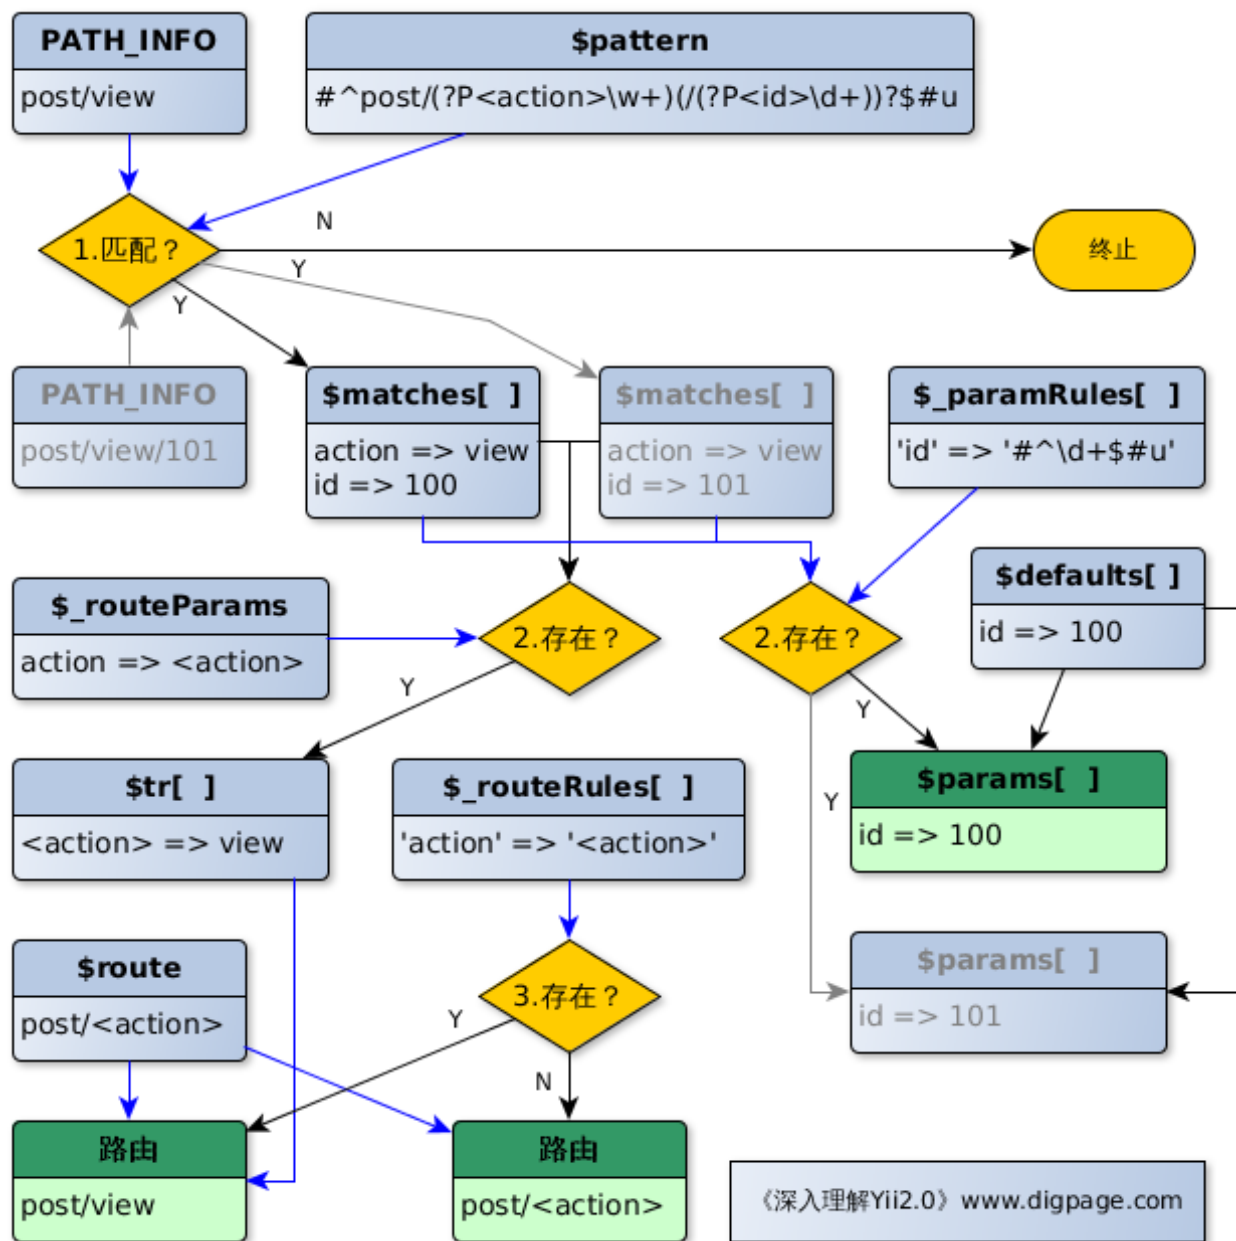 PATH_INFO
post/view
$pattern
#^post/(?P<action>\w+)(/(?P<id>\d+))?$#u
N
1.匹配？
终止
Y
Y
PATH_INFO
post/view/101
$matches[  ]
action => view
id => 100
$matches[  ]
action => view
id => 101
$_paramRules[  ]
'id' => '#^\d+$#u'
$defaults[ ]
id => 100
$_routeParams
action => <action>
2.存在？
2.存在？
Y
Y
$tr[  ]
<action> => view
$_routeRules[  ]
'action' => '<action>'
Y
$params[  ]
id => 100
$route
post/<action>
3.存在？
Y
N
$params[  ]
id => 101
路由
post/view
路由
post/<action>
《深入理解Yii2.0》www.digpage.com